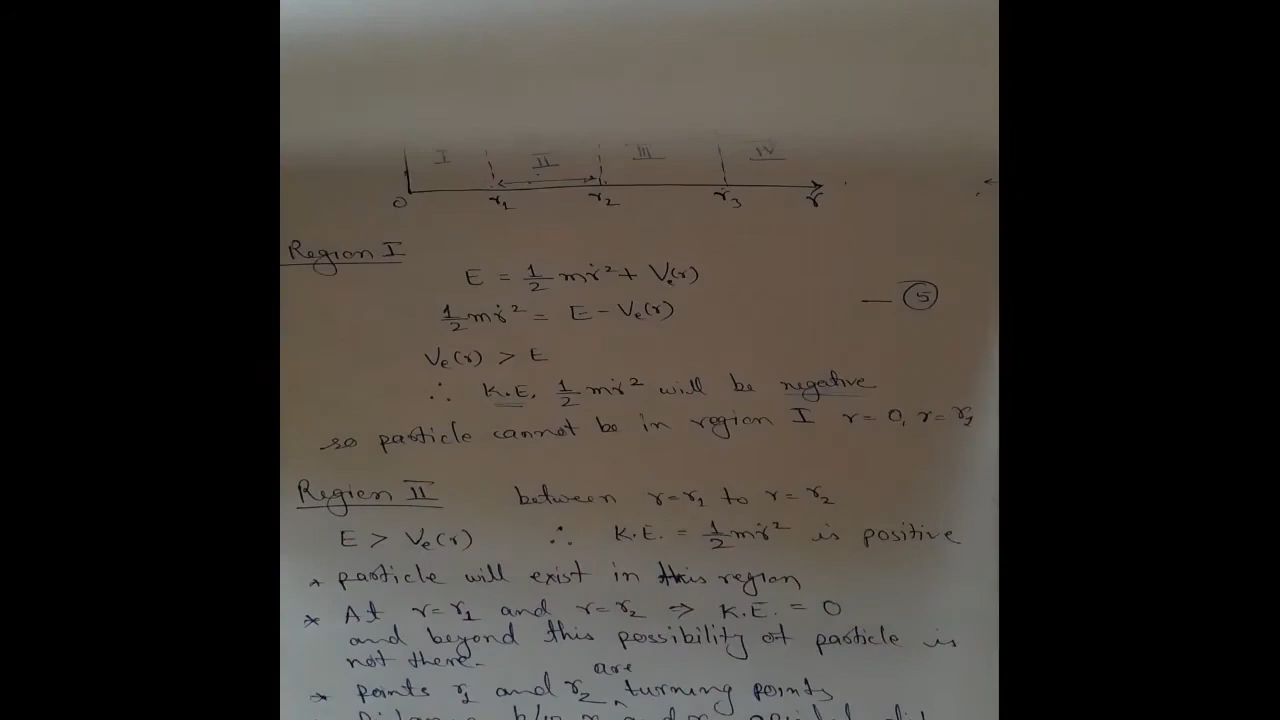 I II III IV
0 r₁ r₂ r₃ r
Region I
E = 1/2 mṙ² + Vₑ(r)
— ⑤
1/2 mṙ² = E - Vₑ(r)
Vₑ(r) > E
∴ K.E. 1/2 mṙ² will be negative
so particle cannot be in region I r=0, r=r₁
Region II between r=r₁ to r=r₂
E > Vₑ(r) ∴ K.E. = 1/2 mṙ² is positive
* particle will exist in this region
* At r=r₁ and r=r₂ ⇒ K.E. = 0
and beyond this possibility of particle is
not there.
* points r₁ and r₂ are turning points